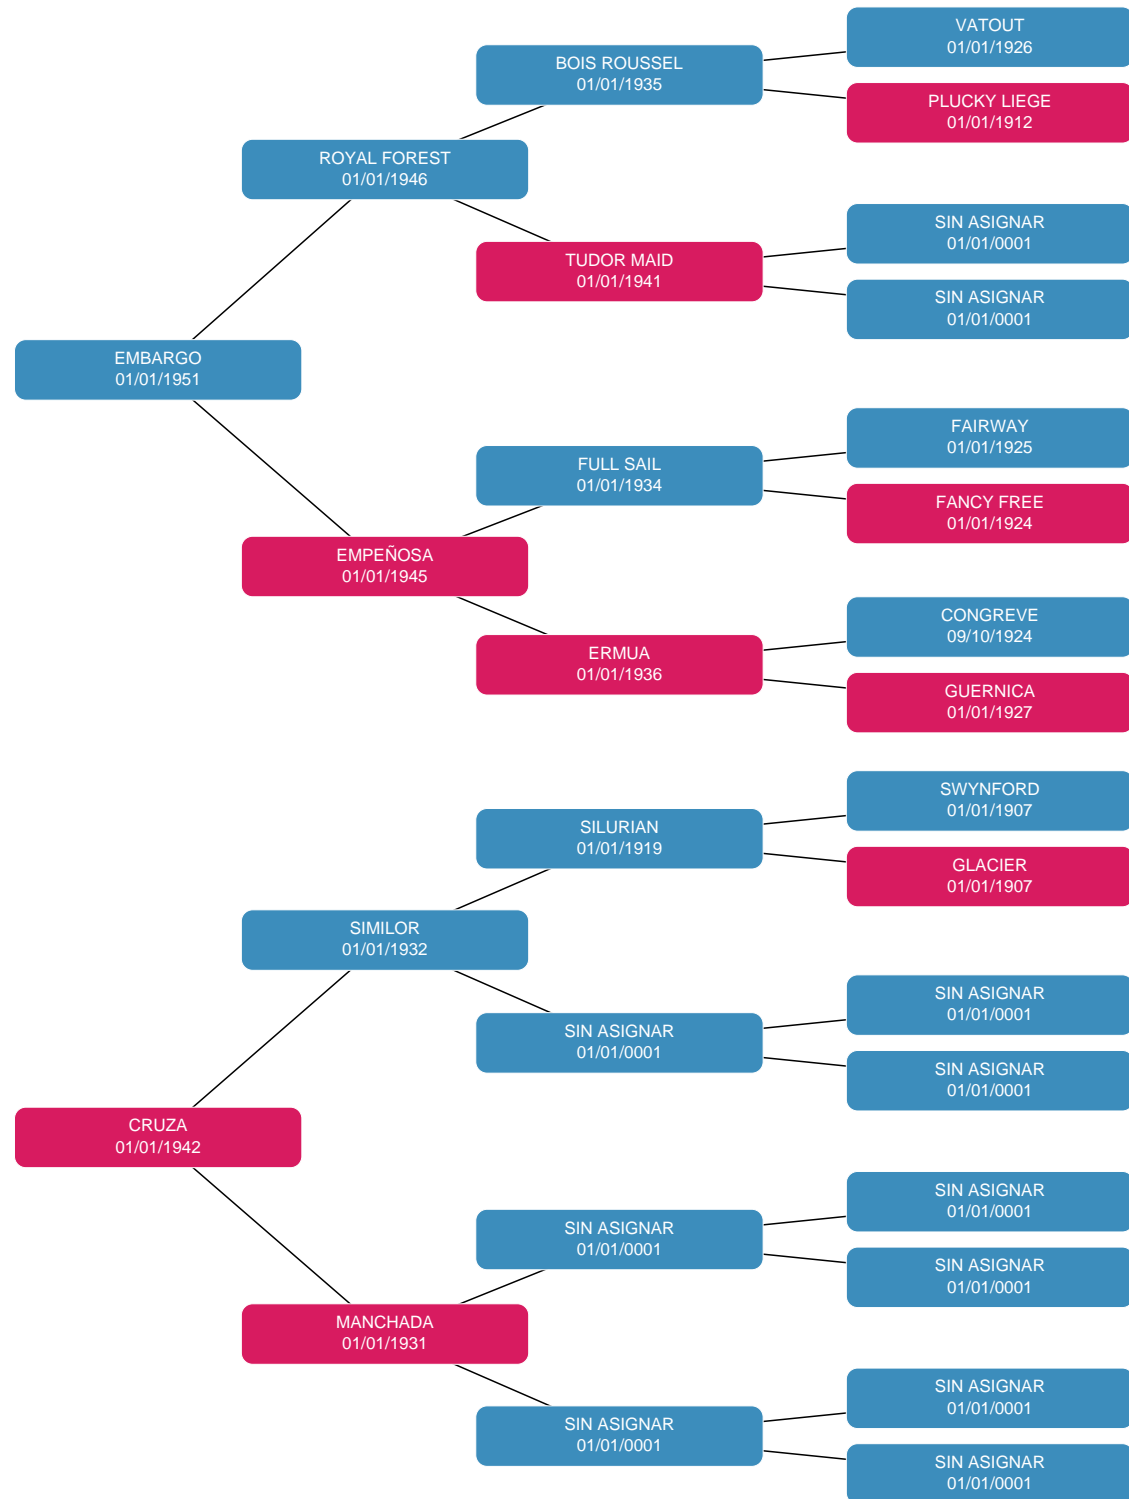 VATOUT
01/01/1926
BOIS ROUSSEL
01/01/1935
PLUCKY LIEGE
01/01/1912
ROYAL FOREST
01/01/1946
SIN ASIGNAR
01/01/0001
TUDOR MAID
01/01/1941
SIN ASIGNAR
01/01/0001
EMBARGO
01/01/1951
FAIRWAY
01/01/1925
FULL SAIL
01/01/1934
FANCY FREE
01/01/1924
EMPEÑOSA
01/01/1945
CONGREVE
09/10/1924
ERMUA
01/01/1936
GUERNICA
01/01/1927
SWYNFORD
01/01/1907
SILURIAN
01/01/1919
GLACIER
01/01/1907
SIMILOR
01/01/1932
SIN ASIGNAR
01/01/0001
SIN ASIGNAR
01/01/0001
SIN ASIGNAR
01/01/0001
CRUZA
01/01/1942
SIN ASIGNAR
01/01/0001
SIN ASIGNAR
01/01/0001
SIN ASIGNAR
01/01/0001
MANCHADA
01/01/1931
SIN ASIGNAR
01/01/0001
SIN ASIGNAR
01/01/0001
SIN ASIGNAR
01/01/0001